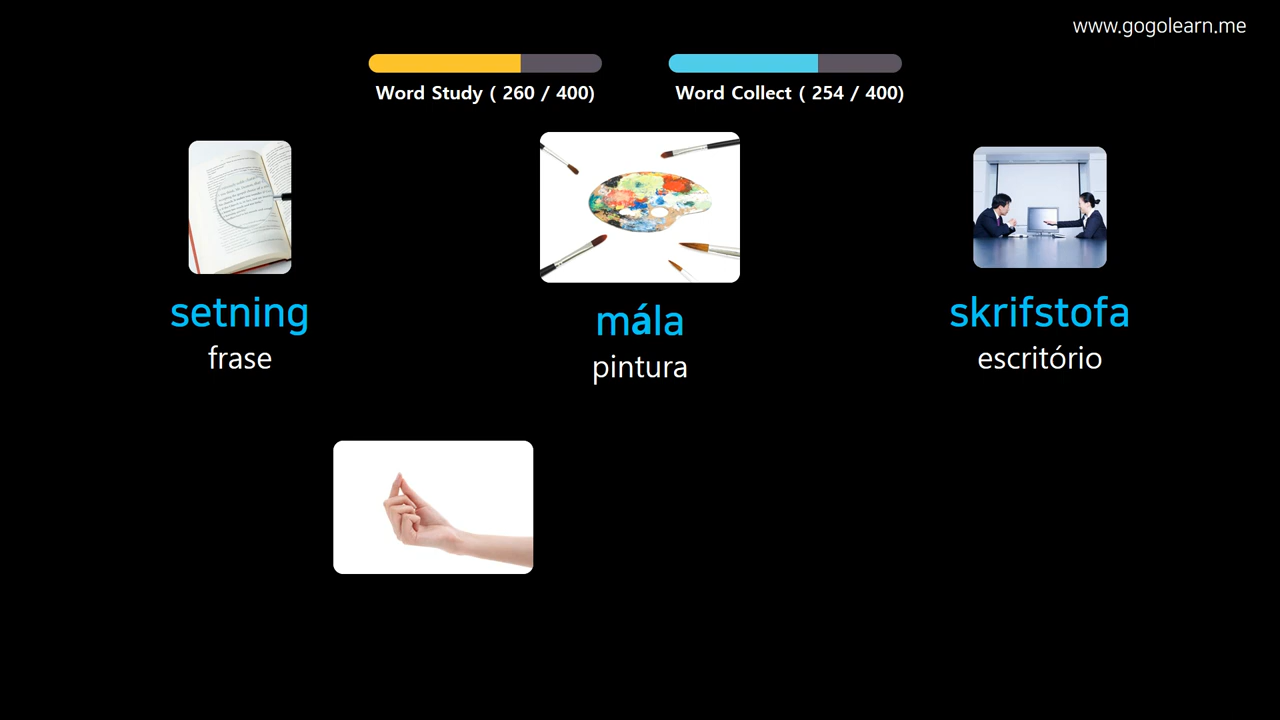 www.gogolearn.me
Word Study ( 260 / 400)
Word Collect ( 254 / 400)
setning
frase
mála
pintura
skrifstofa
escritório